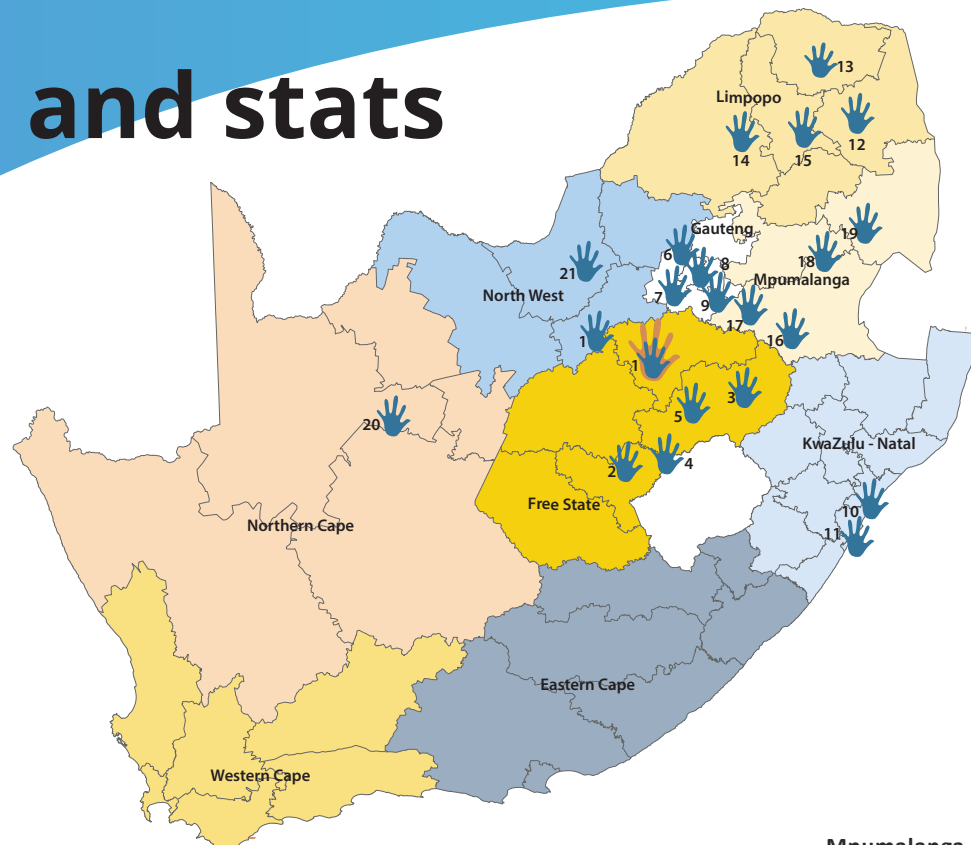 and stats
13
Limpopo
14
15
12
Gauteng
19
6
8
18
21
Mpumalanga
North West
7
9
17
1
16
1
3
20
5
KwaZulu - Natal
2
4
Free State
10
Northern Cape
11
Eastern Cape
Western Cape
Mpumalanga